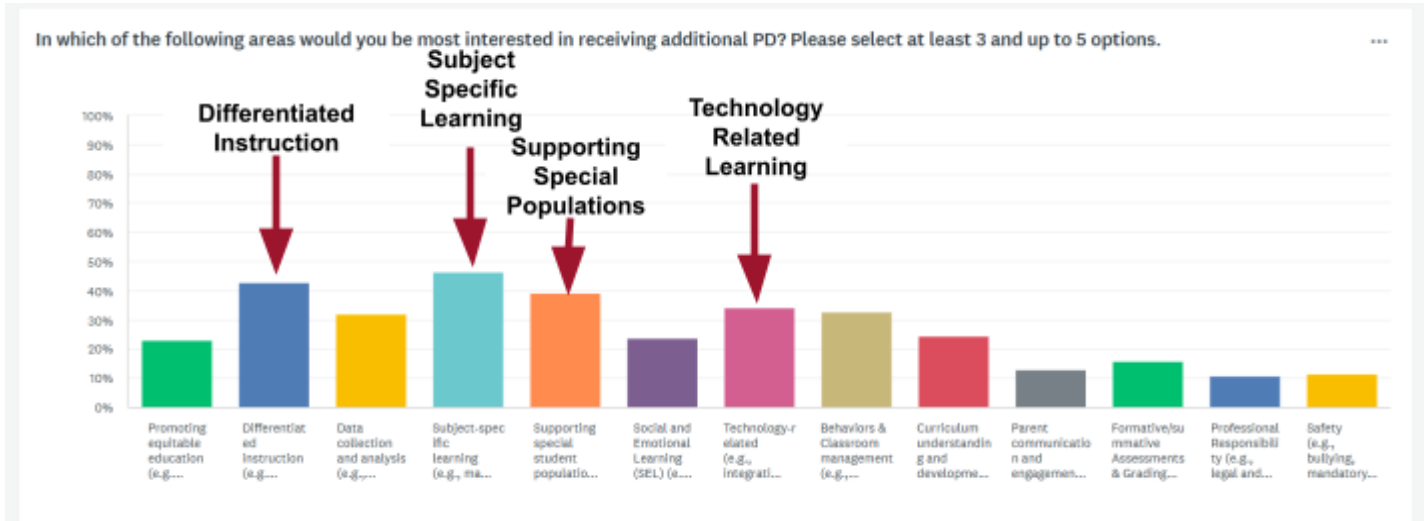 In which of the following areas would you be most interested in receiving additional PD? Please select at least 3 and up to 5 options.
...
Subject
Specific
Learning
Differentiated
Instruction
Supporting
Special
Populations
Technology
Related
Learning
100%
90%
80%
70%
60%
50%
40%
30%
20%
10%
0%
Promoting
equitable
education
(e.g....
Differentiat
ed
Instruction
(e.g....
Data
collection
and analysis
(e.g.,...
Subject-spec
ific
learning
(e.g., ma...
Supporting
special
student
populatio...
Social and
Emotional
Learning
(SEL) (e....
Technology-r
elated
(e.g.,
integrati...
Behaviors &
Classroom
management
(e.g.,...
Curriculum
understandin
g and
developme...
Parent
communicatio
n and
engagemen...
Formative/su
mmative
Assessments
& Grading...
Professional
Responsibili
ty (e.g.,
legal and...
Safety
(e.g.,
bullying,
mandatory...